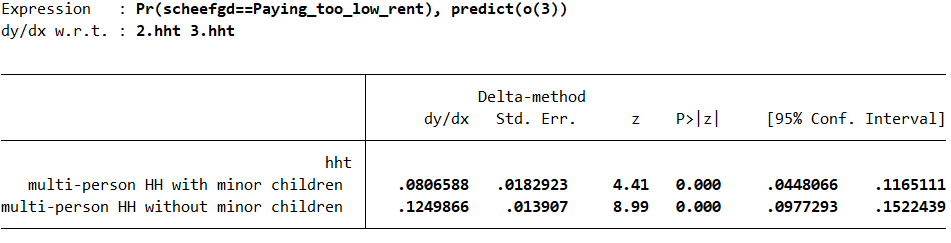 Expression : Pr(scheefgd==Paying_too_low_rent), predict(o(3))
dy/dx w.r.t. : 2.hht 3.hht
Delta-method
dy/dx Std. Err. z P>|z| [95% Conf. Interval]
hht
multi-person HH with minor children .0806588 .0182923 4.41 0.000 .0448066 .1165111
multi-person HH without minor children .1249866 .013907 8.99 0.000 .0977293 .1522439